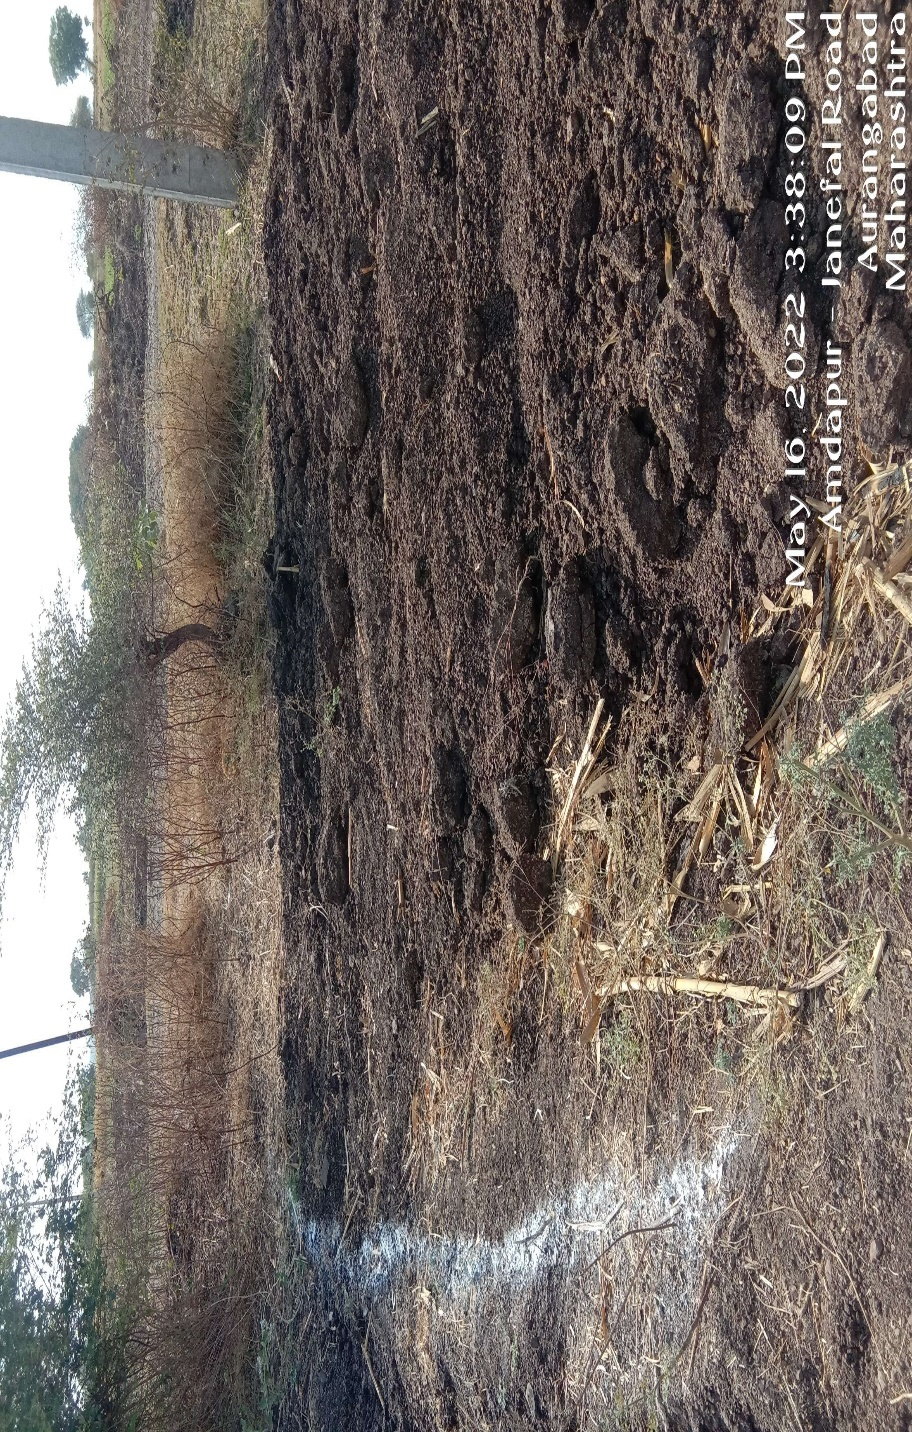 May 16, 2022 3:38:09 PM
Amdapur - Janefal Road
Aurangabad
Maharashtra